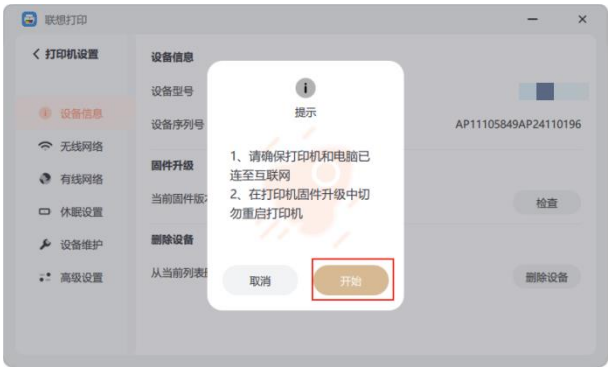 联想打印
打印机设置
设备信息
设备信息
设备型号
设备序列号
AP11105849AP24110196
无线网络
有线网络
休眠设置
设备维护
高级设置
固件升级
当前固件版
检查
删除设备
从当前列表
删除设备
提示
1、请确保打印机和电脑已
连至互联网
2、在打印机固件升级中切
勿重启打印机
取消
开始